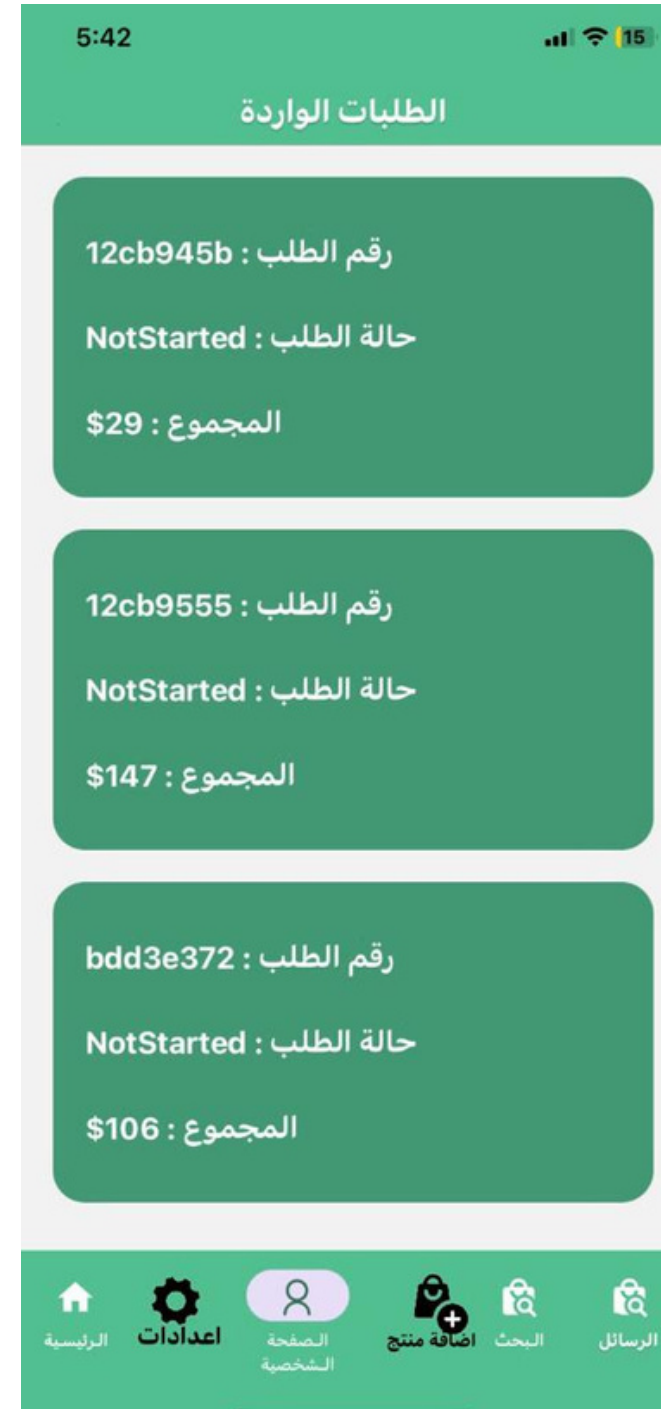 5:42
15
الطلبات الواردة
رقم الطلب : 12cb945b
حالة الطلب : NotStarted
المجموع : 29$
رقم الطلب : 12cb9555
حالة الطلب : NotStarted
المجموع : 147$
رقم الطلب : bdd3e372
حالة الطلب : NotStarted
المجموع : 106$
الرسائل
البحث
اضافة منتج
الصفحة
الشخصية
اعدادات
الرئيسية